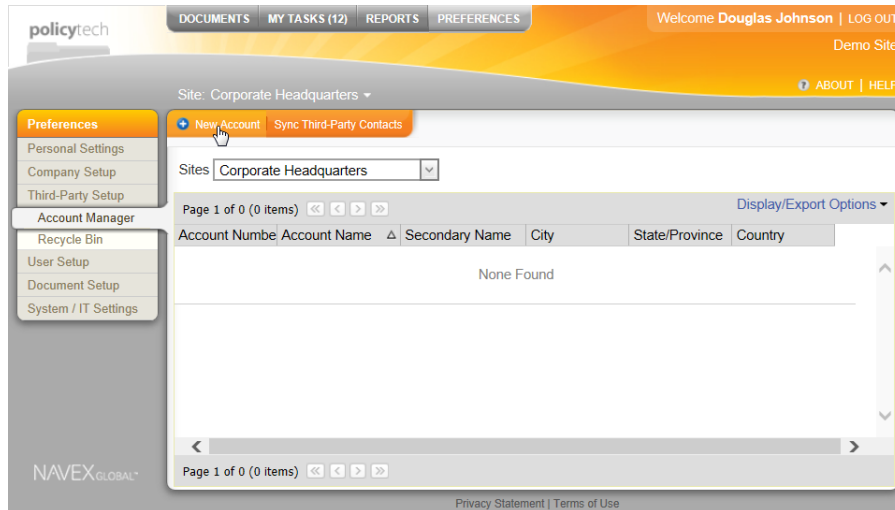 policytech
DOCUMENTS MY TASKS (12) REPORTS PREFERENCES
Welcome Douglas Johnson | LOG OUT
Demo Site
ABOUT | HELP
Site: Corporate Headquarters
Preferences
Personal Settings
Company Setup
Third-Party Setup
Account Manager
Recycle Bin
User Setup
Document Setup
System / IT Settings
New Account Sync Third-Party Contacts
Sites Corporate Headquarters
Page 1 of 0 (0 items) Display/Export Options
Account Numbe Account Name Secondary Name City State/Province Country
None Found
Page 1 of 0 (0 items)
NAVEX GLOBAL
Privacy Statement | Terms of Use